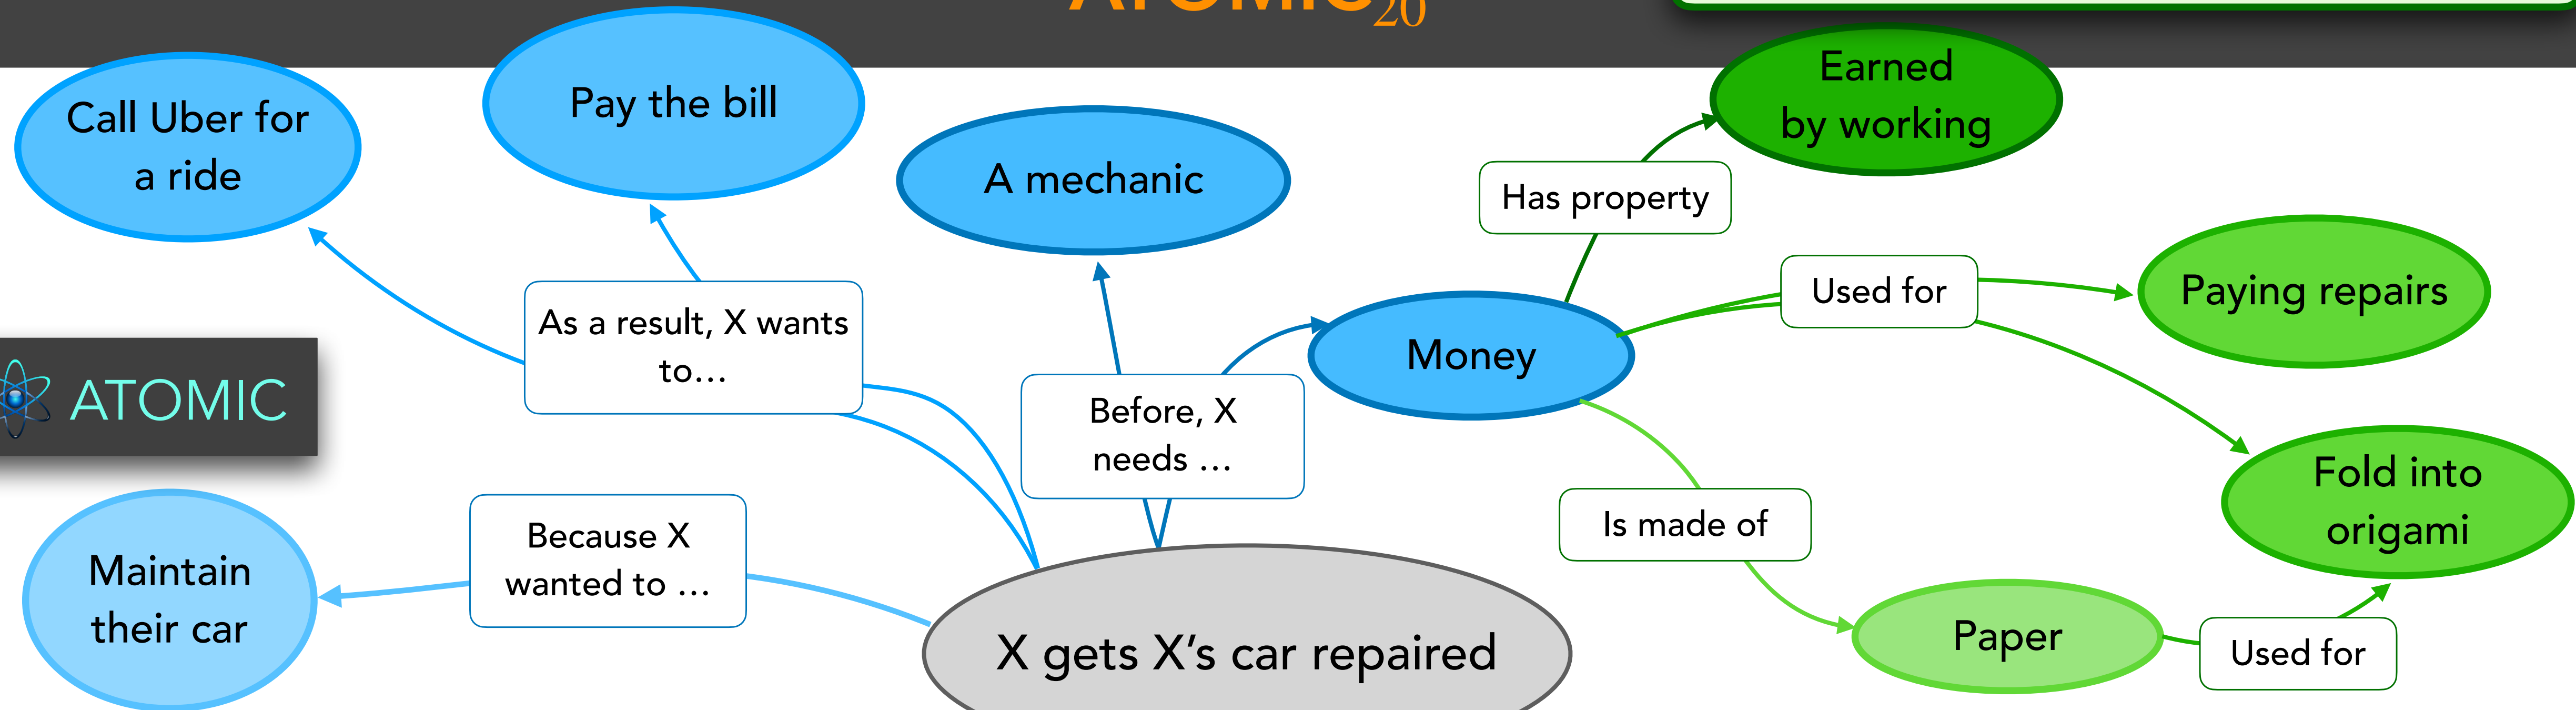 ATOMIC20
Call Uber for
a ride
Pay the bill
A mechanic
Earned
by working
Has property
Used for
Paying repairs
As a result, X wants
to…
Money
ATOMIC
Before, X
needs …
Fold into
origami
Is made of
Because X
wanted to …
Maintain
their car
X gets X’s car repaired
Paper
Used for